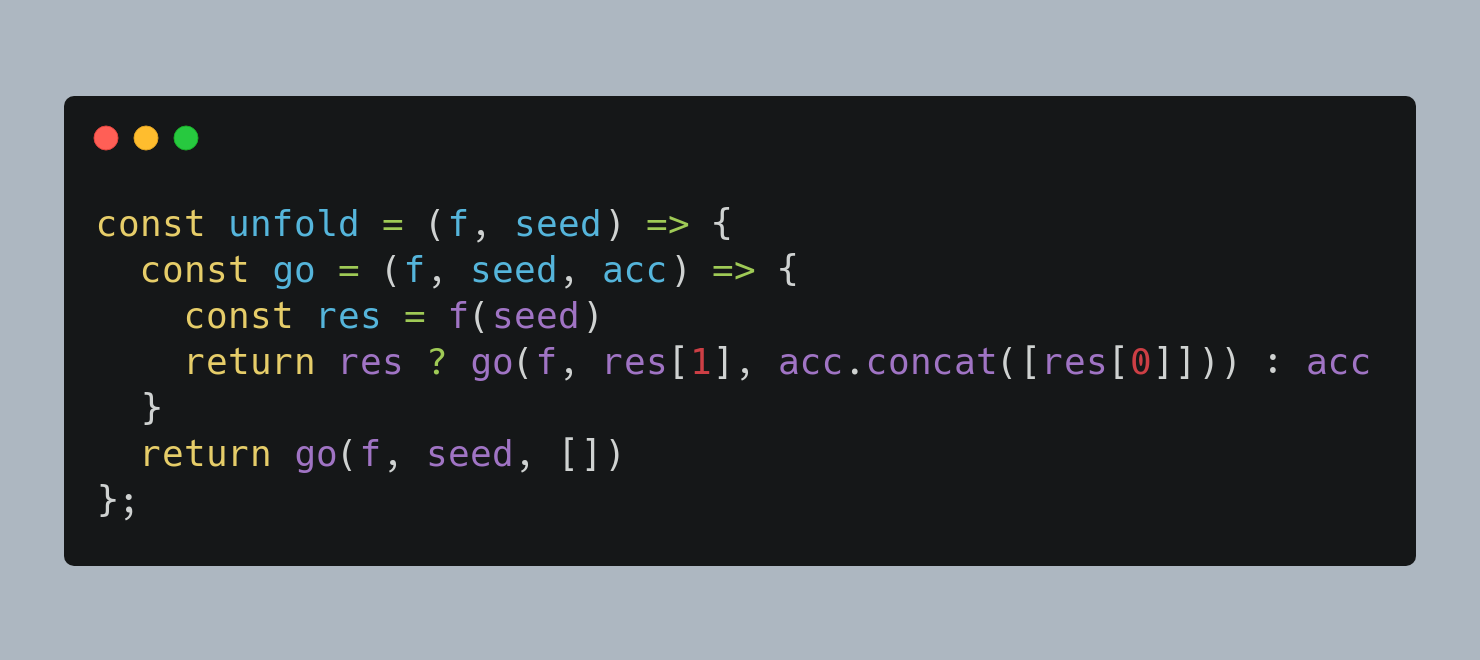 const unfold = (f, seed) => {
  const go = (f, seed, acc) => {
    const res = f(seed)
    return res ? go(f, res[1], acc.concat([res[0]])) : acc
  }
  return go(f, seed, [])
};